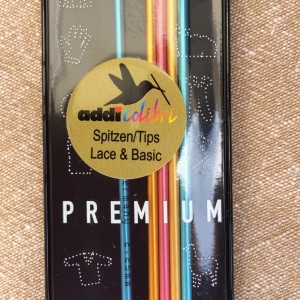 addicolibri
Spitzen/Tips
Lace & Basic
PREMIUM